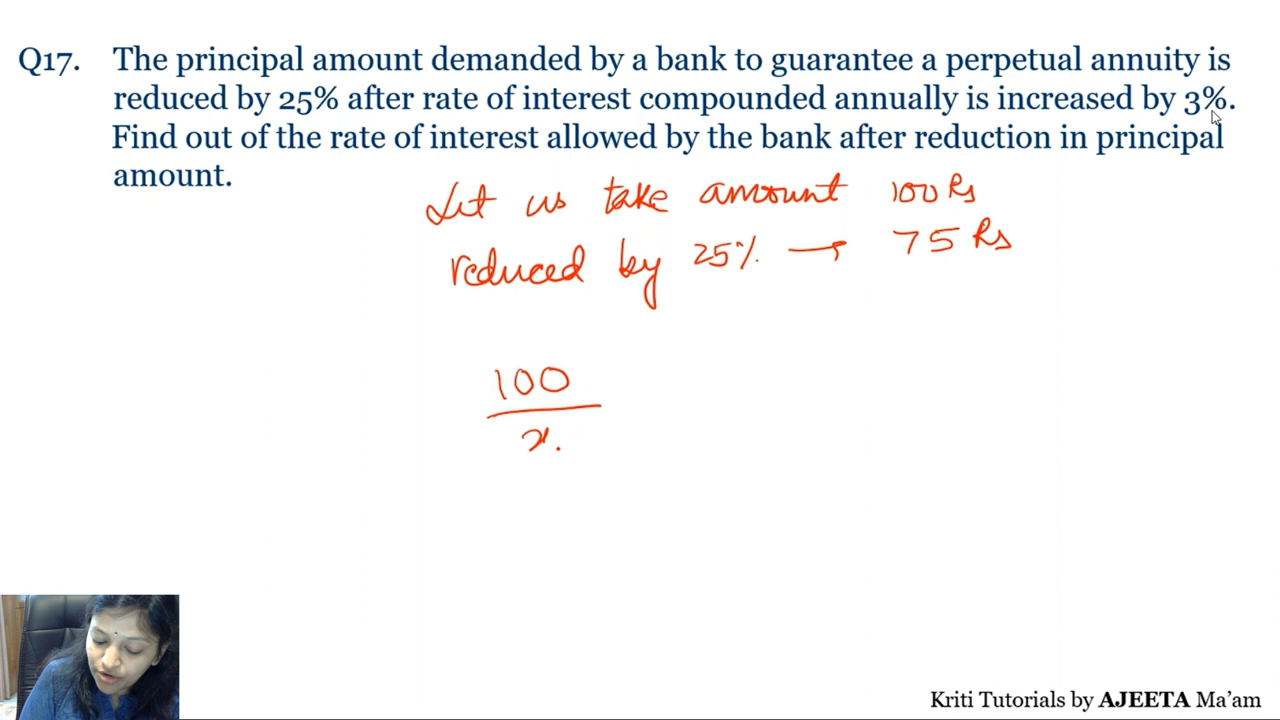 Q17. The principal amount demanded by a bank to guarantee a perpetual annuity is
reduced by 25% after rate of interest compounded annually is increased by 3%.
Find out of the rate of interest allowed by the bank after reduction in principal
amount.
Let us take amount 100 Rs
reduced by 25% → 75 Rs
100
x.
Kriti Tutorials by AJEETA Ma'am